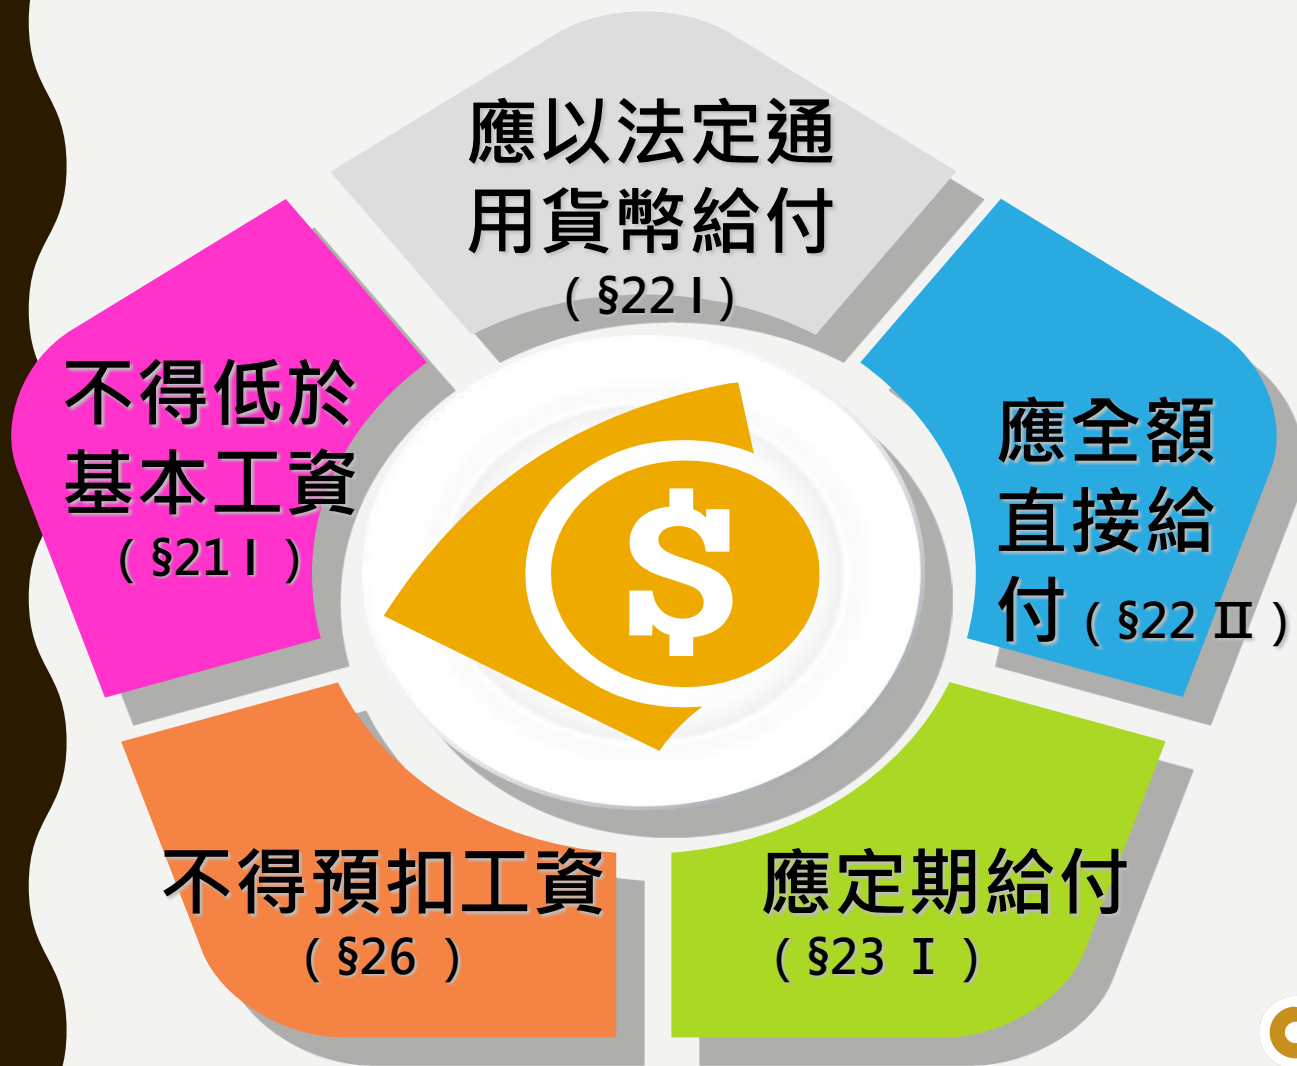 應以法定通
用貨幣給付
（§22 I）
不得低於
基本工資
（§21 I）
應全額
直接給
付（§22 II）
不得預扣工資
（§26 ）
應定期給付
（§23 I ）
$